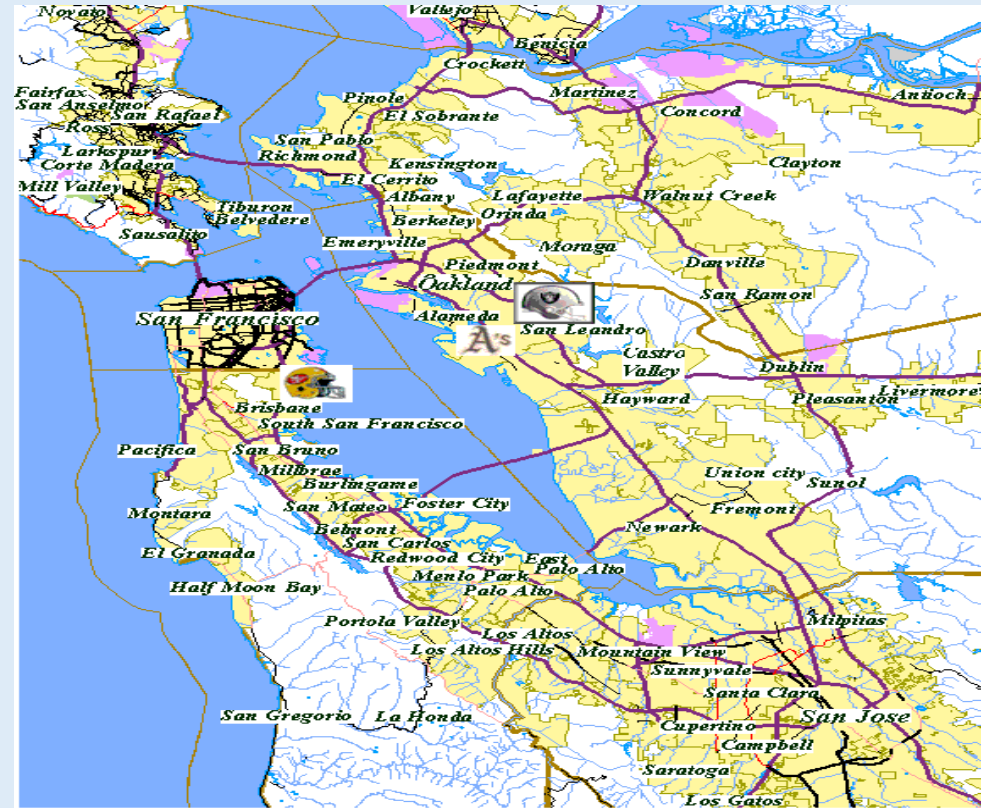 Novato
Vallejo
Benicia
Crockett
Fairfax
San Anselmo
Pinole
Martinez
Antioch
San Rafael
El Sobrante
Concord
Ross
San Pablo
Larkspur
Richmond
Kensington
Clayton
Corte Madera
El Cerrito
Mill Valley
Albany
Lafayette
Walnut Creek
Tiburon
Belvedere
Berkeley
Orinda
Sausalito
Emeryville
Moraga
Piedmont
Danville
Oakland
San Ramon
San Francisco
Alameda
San Leandro
A's
Castro
Valley
Dublin
Brisbane
Hayward
Pleasanton
Livermore
South San Francisco
Pacifica
San Bruno
Millbrae
Union city
Burlingame
Sunol
San Mateo
Foster City
Fremont
Montara
Belmont
Newark
San Carlos
El Granada
Redwood City
East
Palo Alto
Menlo Park
Half Moon Bay
Palo Alto
Portola Valley
Milpitas
Los Altos
Los Altos Hills
Mountain View
Sunnyvale
Santa Clara
San Gregorio
La Honda
San Jose
Cupertino
Campbell
Saratoga
Los Gatos